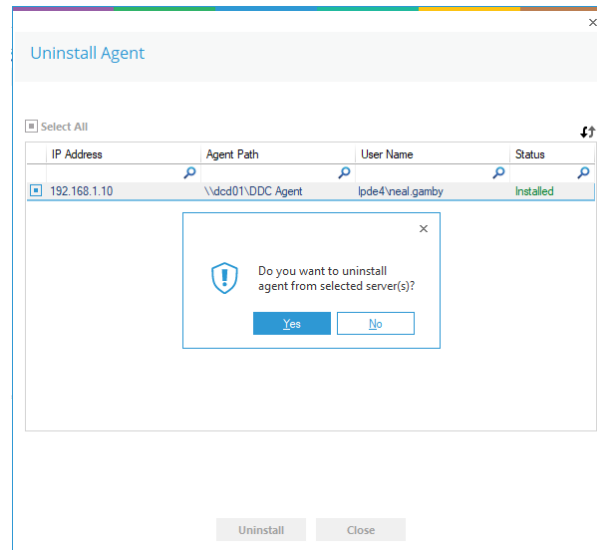 Uninstall Agent
Select All
IP Address Agent Path User Name Status
192.168.1.10 \\dcd01\DDC Agent lpde4\neal.gamby Installed
Do you want to uninstall
agent from selected server(s)?
Yes No
Uninstall Close